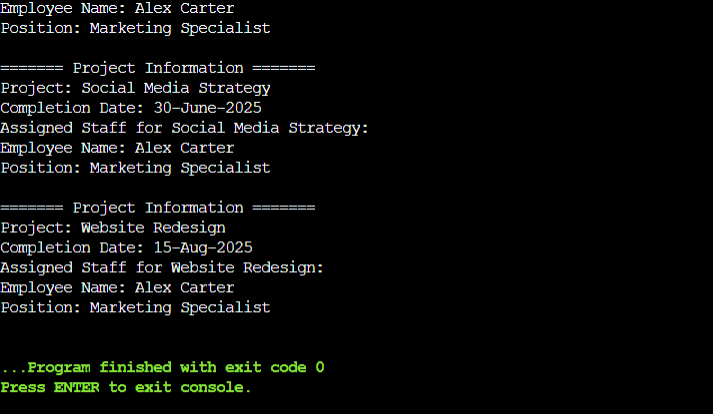 Employee Name: Alex Carter
Position: Marketing Specialist
======= Project Information =======
Project: Social Media Strategy
Completion Date: 30-June-2025
Assigned Staff for Social Media Strategy:
Employee Name: Alex Carter
Position: Marketing Specialist
======= Project Information =======
Project: Website Redesign
Completion Date: 15-Aug-2025
Assigned Staff for Website Redesign:
Employee Name: Alex Carter
Position: Marketing Specialist
...Program finished with exit code 0
Press ENTER to exit console.